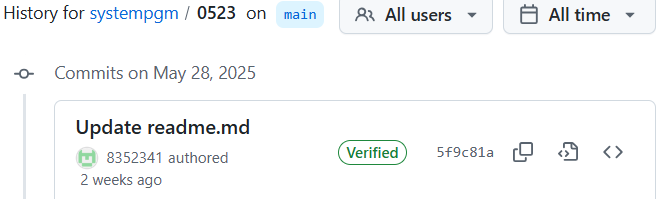 History for systempgm / 0523 on main All users All time
Commits on May 28, 2025
Update readme.md
8352341 authored Verified 5f9c81a
2 weeks ago